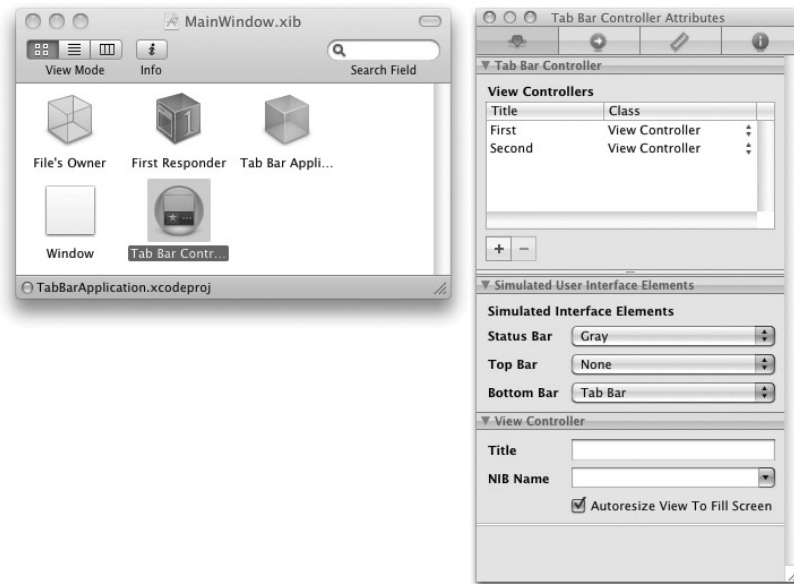 MainWindow.xib
View Mode
Info
Search Field
File's Owner
First Responder
Tab Bar Appli...
Window
Tab Bar Contr...
TabBarApplication.xcodeproj
Tab Bar Controller Attributes
Tab Bar Controller
View Controllers
Title Class
First View Controller
Second View Controller
Simulated User Interface Elements
Simulated Interface Elements
Status Bar Gray
Top Bar None
Bottom Bar Tab Bar
View Controller
Title
NIB Name
Autoresize View To Fill Screen